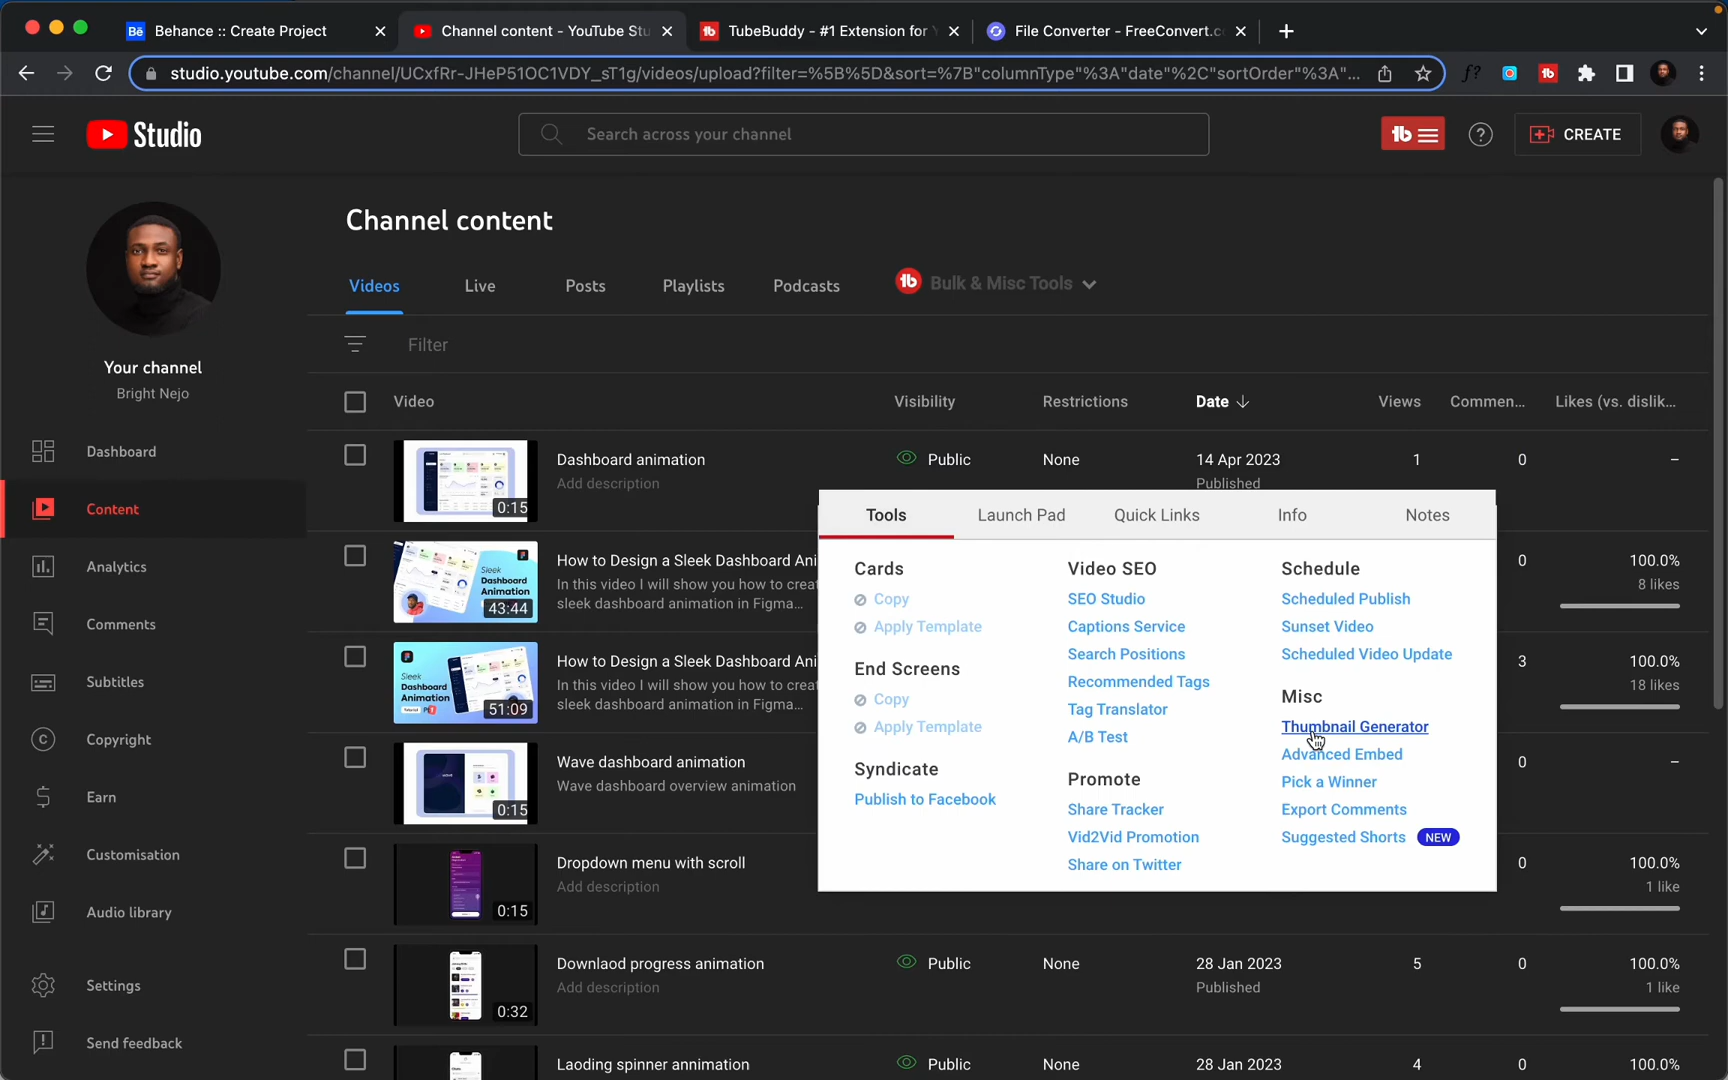 Behance :: Create Project
Channel content - YouTube Stu
TubeBuddy - #1 Extension for Y
File Converter - FreeConvert.co
studio.youtube.com/channel/UCxfRr-JHeP51OC1VDY_sT1g/videos/upload?filter=%5B%5D&sort=%7B"columnType"%3A"date"%2C"sortOrder"%3A"...
f?
Studio
Search across your channel
tb
CREATE
Channel content
Videos
Live
Posts
Playlists
Podcasts
tb Bulk & Misc Tools
Your channel
Bright Nejo
Filter
Video
Visibility
Restrictions
Date
Views
Commen...
Likes (vs. dislik...
Dashboard
Content
Analytics
Comments
Subtitles
Copyright
Earn
Customisation
Audio library
Settings
Send feedback
0:15
Dashboard animation
Add description
Public
None
14 Apr 2023
Published
1
0
–
Sleek
Dashboard
Animation
43:44
How to Design a Sleek Dashboard Ani
In this video I will show you how to creat
sleek dashboard animation in Figma...
0
100.0%
8 likes
Sleek
Dashboard
Animation
51:09
How to Design a Sleek Dashboard Ani
In this video I will show you how to creat
sleek dashboard animation in Figma...
3
100.0%
18 likes
0:15
Wave dashboard animation
Wave dashboard overview animation
0
–
0:15
Dropdown menu with scroll
Add description
0
100.0%
1 like
0:32
Downlaod progress animation
Add description
Public
None
28 Jan 2023
Published
5
0
100.0%
1 like
Laoding spinner annimation
Public
None
28 Jan 2023
4
0
100.0%
Tools
Launch Pad
Quick Links
Info
Notes
Cards
Copy
Apply Template
End Screens
Copy
Apply Template
Syndicate
Publish to Facebook
Video SEO
SEO Studio
Captions Service
Search Positions
Recommended Tags
Tag Translator
A/B Test
Promote
Share Tracker
Vid2Vid Promotion
Share on Twitter
Schedule
Scheduled Publish
Sunset Video
Scheduled Video Update
Misc
Thumbnail Generator
Advanced Embed
Pick a Winner
Export Comments
Suggested Shorts NEW